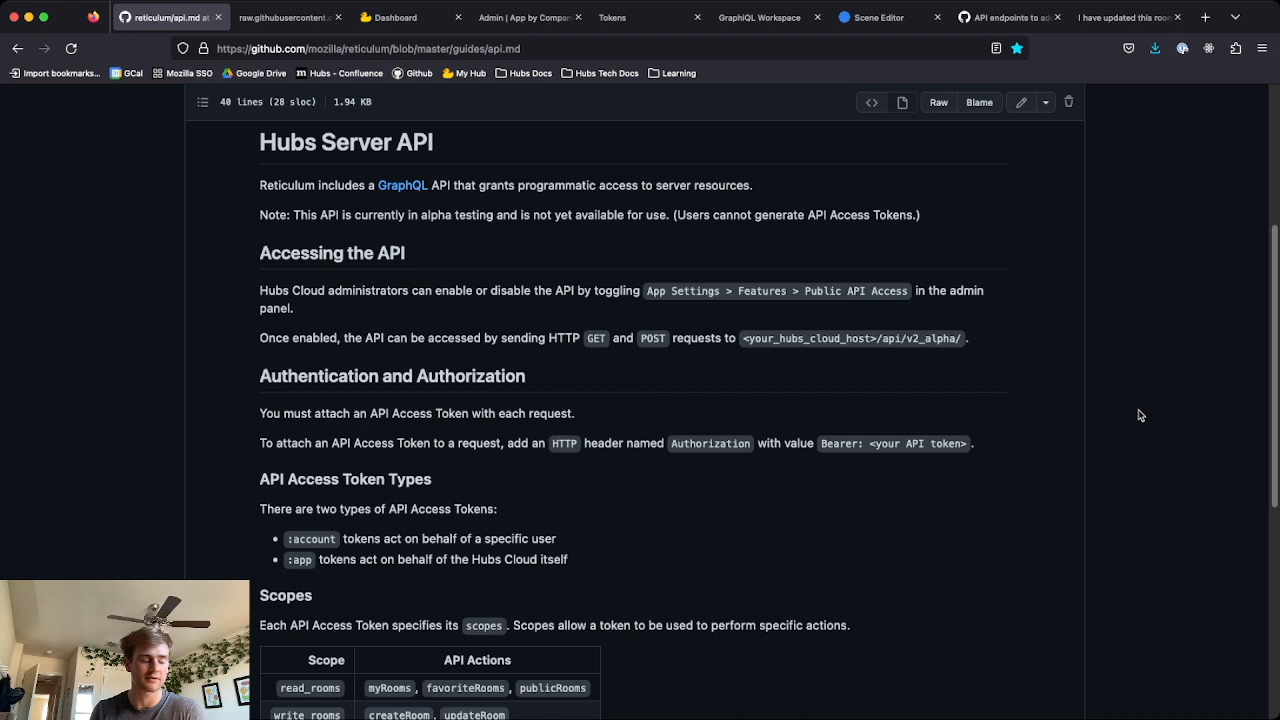 reticulum/api.md at
raw.githubusercontent.c
Dashboard
Admin | App by Compan
Tokens
GraphiQL Workspace
Scene Editor
API endpoints to ad
I have updated this roor
https://github.com/mozilla/reticulum/blob/master/guides/api.md
Import bookmarks...
GCal
Mozilla SSO
Google Drive
Hubs - Confluence
Github
My Hub
Hubs Docs
Hubs Tech Docs
Learning
40 lines (28 sloc)
1.94 KB
Raw
Blame
Hubs Server API
Reticulum includes a GraphQL API that grants programmatic access to server resources.
Note: This API is currently in alpha testing and is not yet available for use. (Users cannot generate API Access Tokens.)
Accessing the API
Hubs Cloud administrators can enable or disable the API by toggling App Settings > Features > Public API Access in the admin
panel.
Once enabled, the API can be accessed by sending HTTP GET and POST requests to <your_hubs_cloud_host>/api/v2_alpha/ .
Authentication and Authorization
You must attach an API Access Token with each request.
To attach an API Access Token to a request, add an HTTP header named Authorization with value Bearer: <your API token> .
API Access Token Types
There are two types of API Access Tokens:
• :account tokens act on behalf of a specific user
• :app tokens act on behalf of the Hubs Cloud itself
Scopes
Each API Access Token specifies its scopes . Scopes allow a token to be used to perform specific actions.
Scope API Actions
read_rooms myRooms , favoriteRooms , publicRooms
write_rooms createRoom , updateRoom